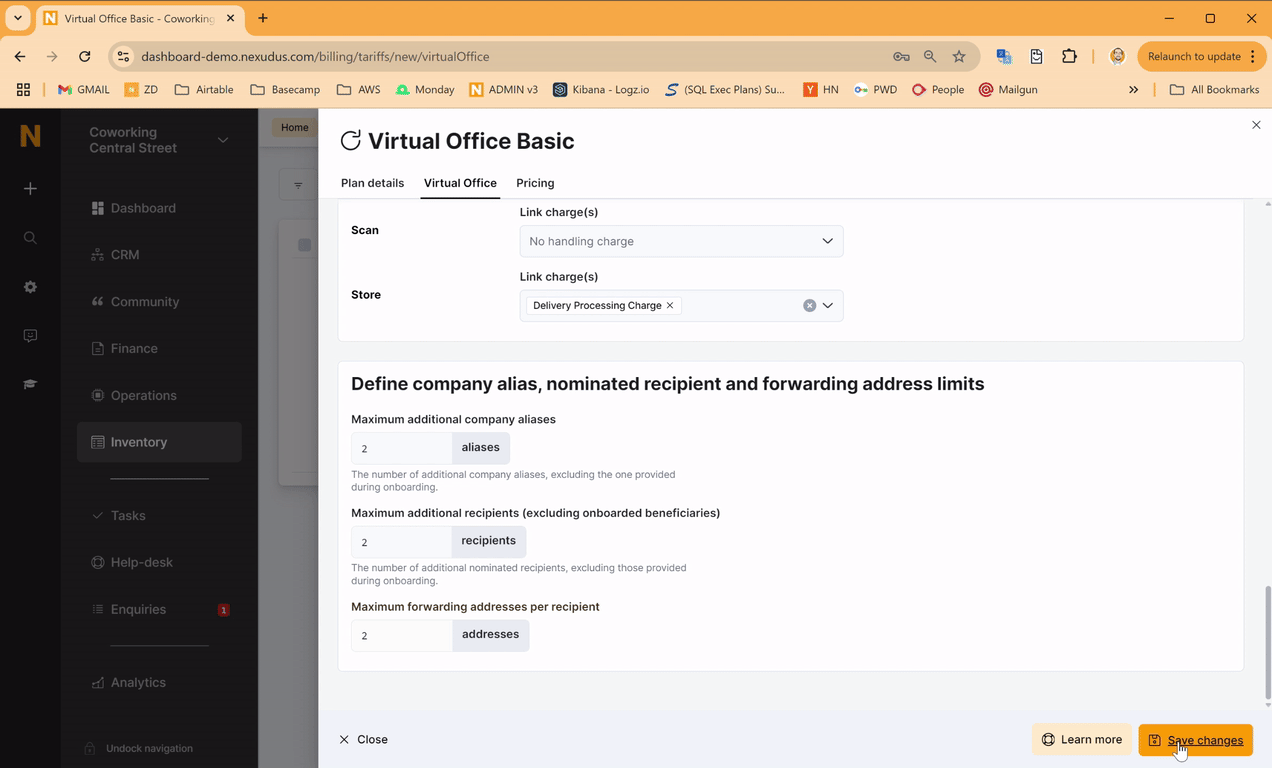 Virtual Office Basic - Coworking
dashboard-demo.nexudus.com/billing/tariffs/new/virtualOffice
Relaunch to update
GMAIL
ZD
Airtable
Basecamp
AWS
Monday
ADMIN v3
Kibana - Logz.io
(SQL Exec Plans) Su...
HN
PWD
People
Mailgun
All Bookmarks
Coworking
Central Street
Dashboard
CRM
Community
Finance
Operations
Inventory
Tasks
Help-desk
Enquiries
1
Analytics
Undock navigation
Home
Virtual Office Basic
Plan details
Virtual Office
Pricing
Scan
Link charge(s)
No handling charge
Store
Link charge(s)
Delivery Processing Charge
Define company alias, nominated recipient and forwarding address limits
Maximum additional company aliases
2 aliases
The number of additional company aliases, excluding the one provided
during onboarding.
Maximum additional recipients (excluding onboarded beneficiaries)
2 recipients
The number of additional nominated recipients, excluding those provided
during onboarding.
Maximum forwarding addresses per recipient
2 addresses
Close
Learn more
Save changes